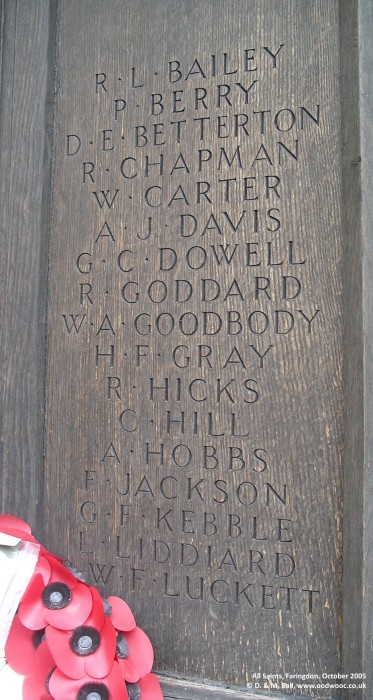 R·L·BAILEY
P·BERRY
D·E·BETTERTON
R·CHAPMAN
W·CARTER
A·J·DAVIS
G·C·DOWELL
R·GODDARD
W·A·GOODBODY
H·F·GRAY
R·HICKS
C·HILL
A·HOBBS
F·JACKSON
G·F·KEBBLE
L·LIDDIARD
W·F·LUCKETT
All Saints, Faringdon, October 2005
© D. & M. Ball, www.oodwooc.co.uk